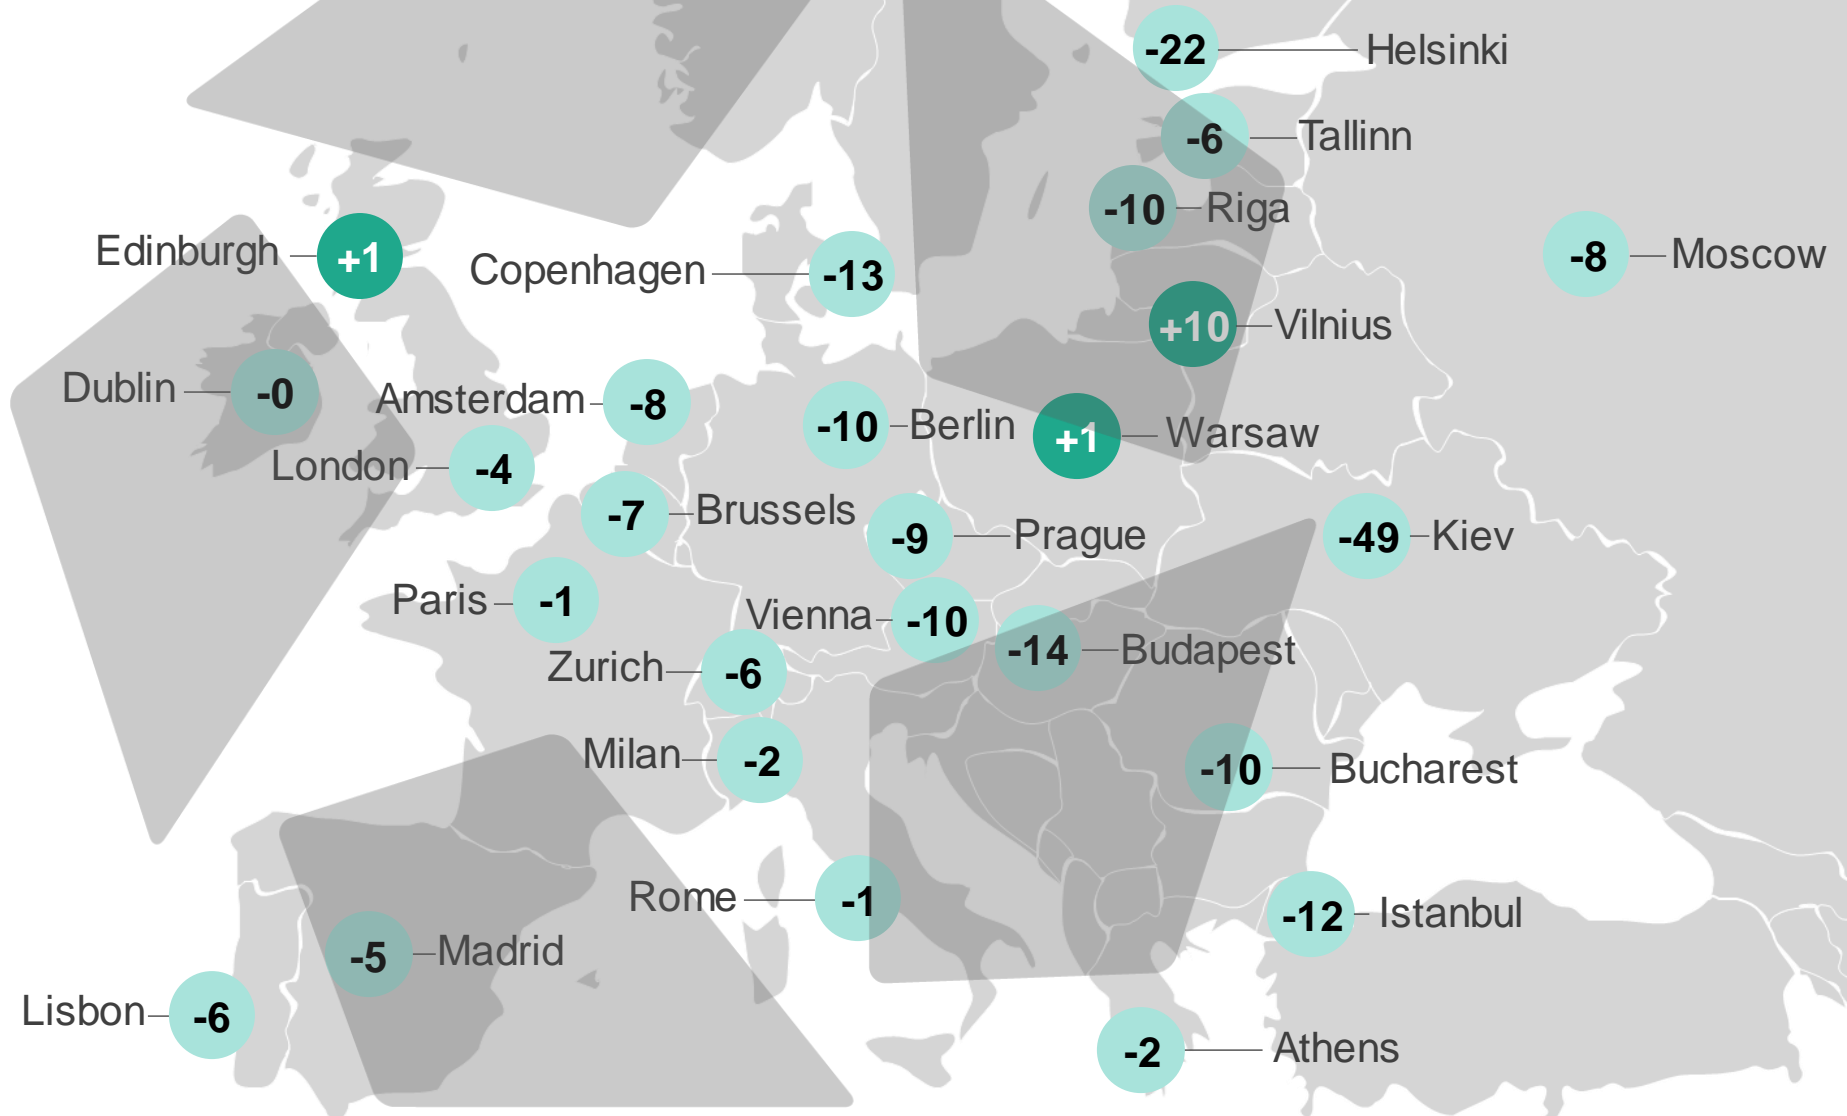 -22 Helsinki
-6 Tallinn
-10 Riga
Edinburgh +1
Copenhagen -13
-8 Moscow
+10 Vilnius
Dublin -0
Amsterdam -8
-10 Berlin
+1 Warsaw
London -4
-7 Brussels
-9 Prague
-49 Kiev
Paris -1
Vienna -10
-14 Budapest
Zurich -6
Milan -2
-10 Bucharest
Rome -1
-12 Istanbul
-5 Madrid
Lisbon -6
-2 Athens